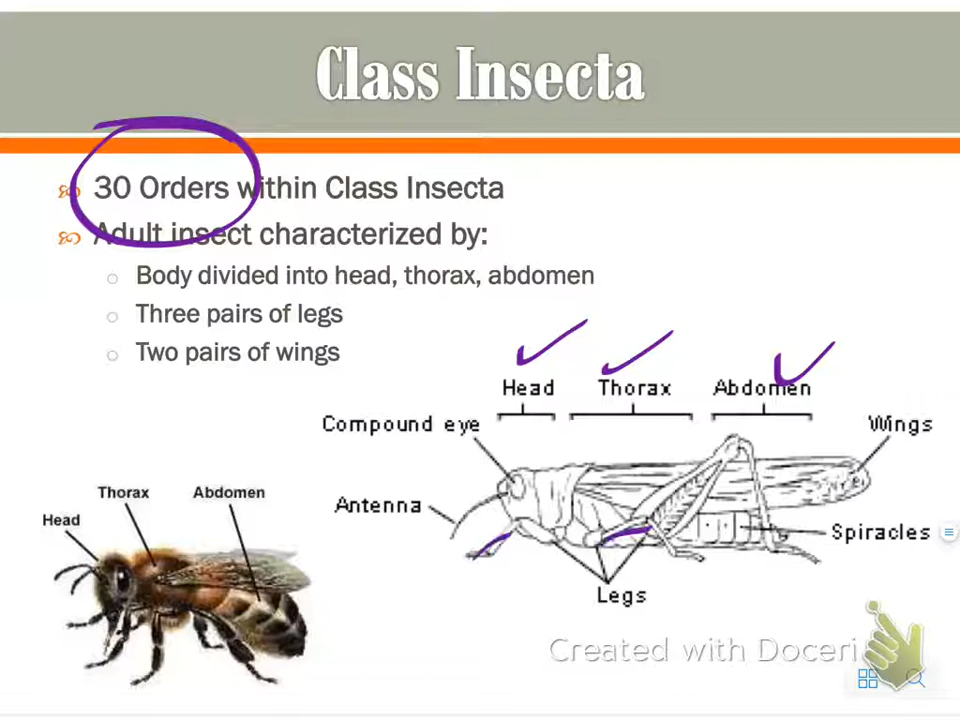 Class Insecta
30 Orders within Class Insecta
Adult insect characterized by:
Body divided into head, thorax, abdomen
Three pairs of legs
Two pairs of wings
Head Thorax Abdomen
Compound eye
Wings
Antenna
Spiracles
Legs
Thorax Abdomen
Head
Created with Doceri